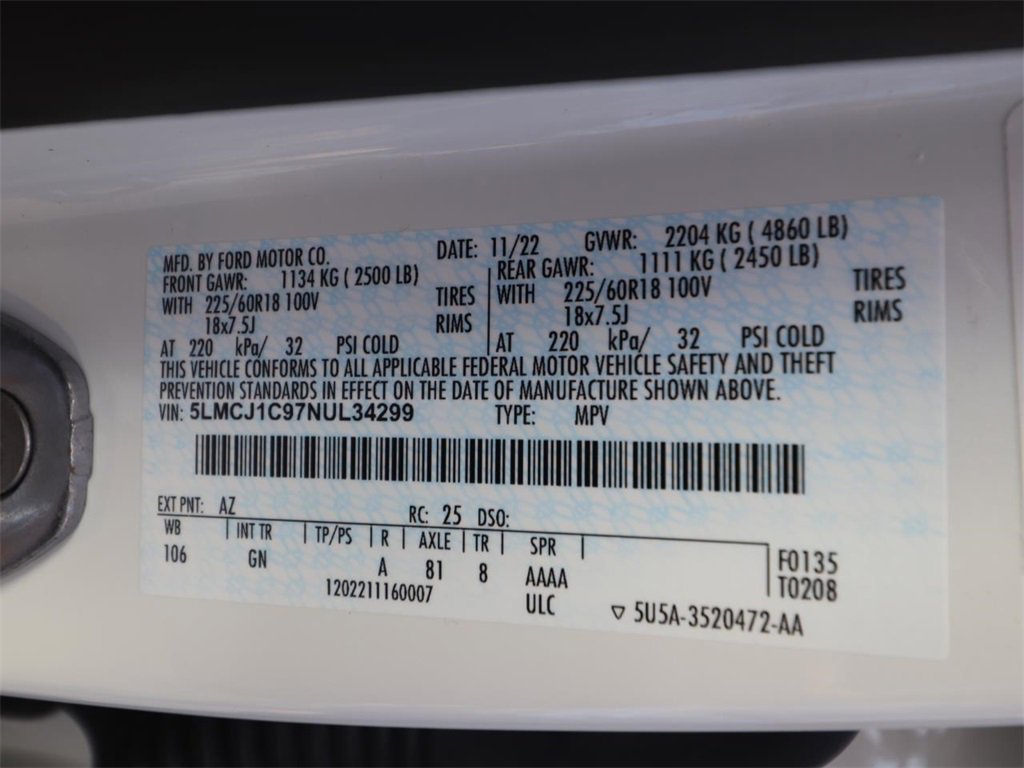 MFD. BY FORD MOTOR CO. DATE: 11/22 GVWR: 2204 KG ( 4860 LB)
FRONT GAWR: 1134 KG ( 2500 LB) REAR GAWR: 1111 KG ( 2450 LB)
WITH 225/60R18 100V TIRES WITH 225/60R18 100V TIRES
18x7.5J RIMS 18x7.5J RIMS
AT 220 kPa/ 32 PSI COLD AT 220 kPa/ 32 PSI COLD
THIS VEHICLE CONFORMS TO ALL APPLICABLE FEDERAL MOTOR VEHICLE SAFETY AND THEFT
PREVENTION STANDARDS IN EFFECT ON THE DATE OF MANUFACTURE SHOWN ABOVE.
VIN: 5LMCJ1C97NUL34299 TYPE: MPV
EXT PNT: AZ RC: 25 DSO:
WB | INT TR | TP/PS | R | AXLE | TR | SPR |
106 GN A 81 8 AAAA F0135
1202211160007 ULC T0208
▽ 5U5A-3520472-AA